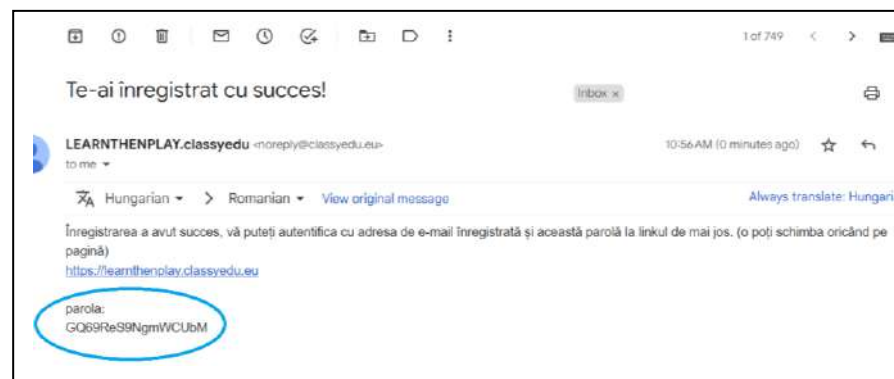 1 of 749
Te-ai înregistrat cu succes!
Inbox x
LEARNTHENPLAY.classyedu <noreply@classyedu.eu>
10:56 AM (0 minutes ago)
to me
Hungarian > Romanian View original message
Always translate: Hungari
Înregistrarea a avut succes, vă puteți autentifica cu adresa de e-mail înregistrată și această parolă la linkul de mai jos. (o poți schimba oricând pe
pagină)
https://learnthenplay.classyedu.eu
parola:
GQ69ReS9NgmWCUbM